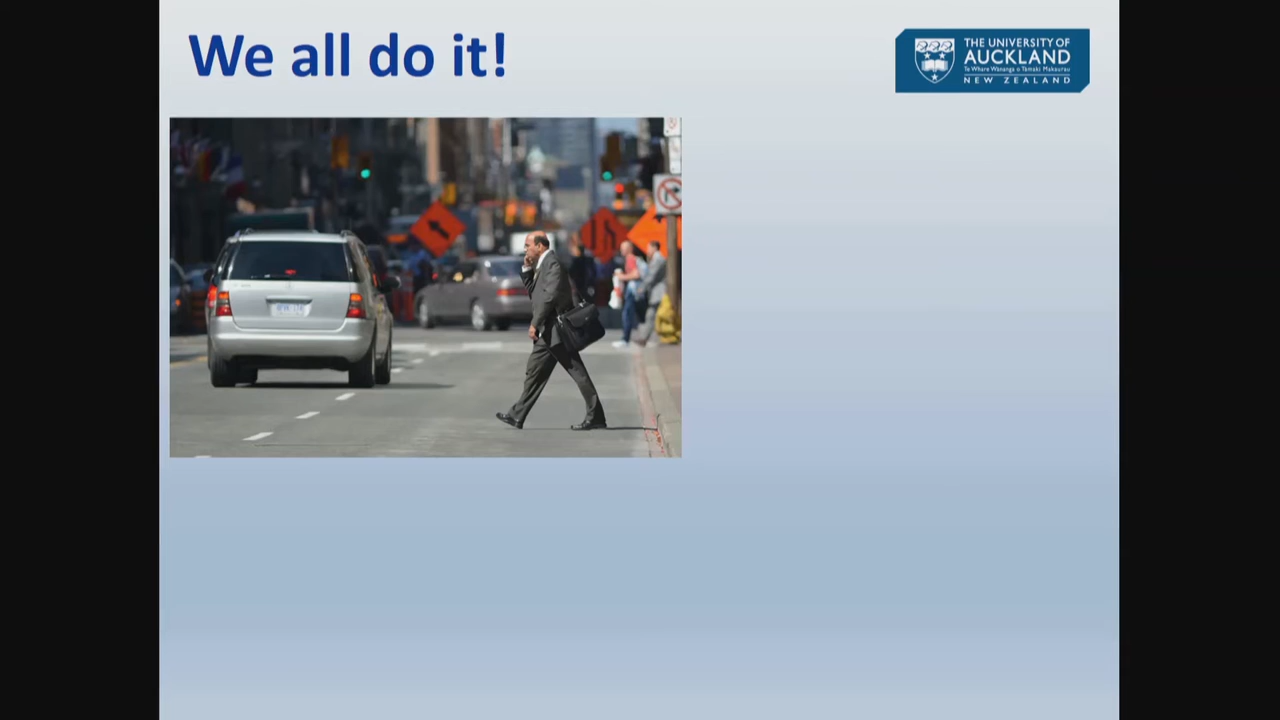 We all do it!
THE UNIVERSITY OF
AUCKLAND
Te Whare Wānanga o Tāmaki Makaurau
NEW ZEALAND